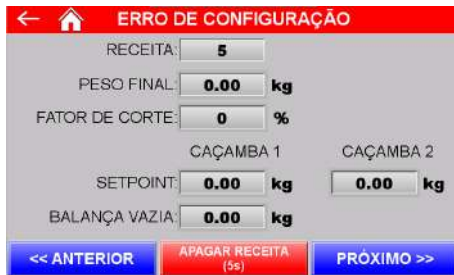 ERRO DE CONFIGURAÇÃO
RECEITA: 5
PESO FINAL: 0.00 kg
FATOR DE CORTE: 0 %
CAÇAMBA 1 CAÇAMBA 2
SETPOINT: 0.00 kg 0.00 kg
BALANÇA VAZIA: 0.00 kg
<< ANTERIOR APAGAR RECEITA PRÓXIMO >>
(5s)